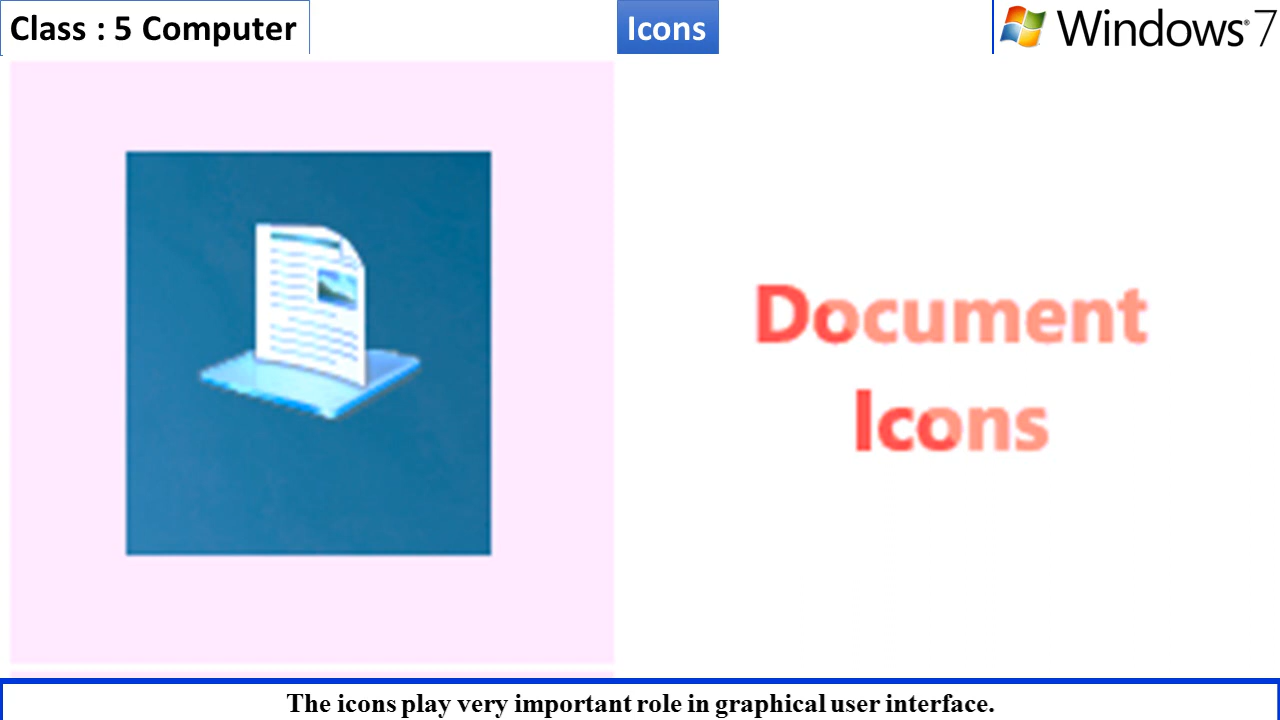 Class : 5 Computer
Icons
Windows® 7
Document
Icons
The icons play very important role in graphical user interface.